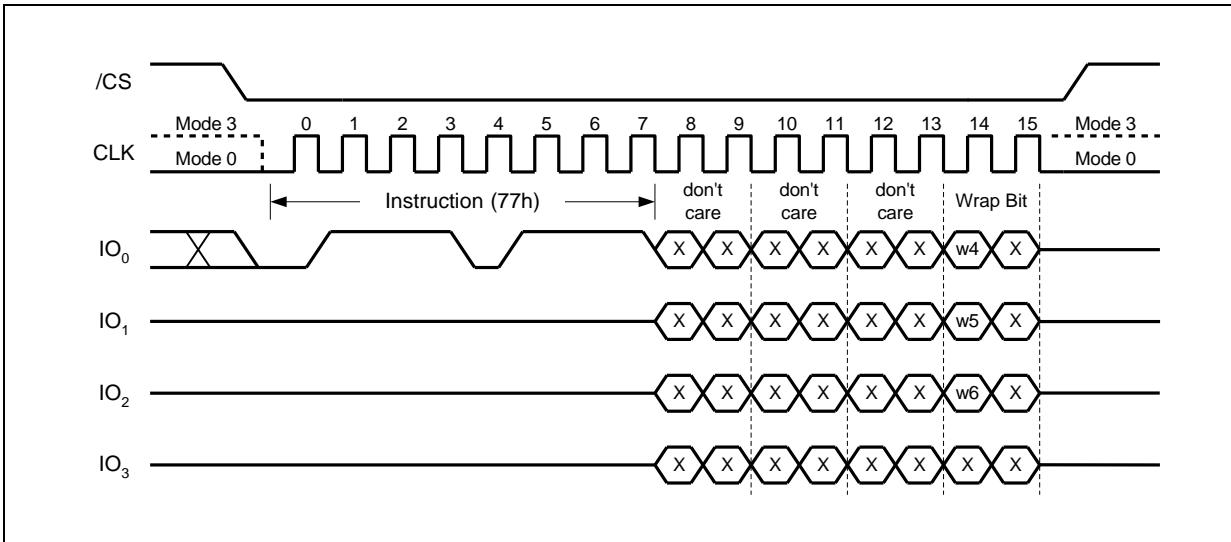 /CS
Mode 3 0 1 2 3 4 5 6 7 8 9 10 11 12 13 14 15 Mode 3
CLK Mode 0 Mode 0
Instruction (77h) don't care don't care don't care Wrap Bit
IO0 X X X X X X w4 X
IO1 X X X X X X w5 X
IO2 X X X X X X w6 X
IO3 X X X X X X X X